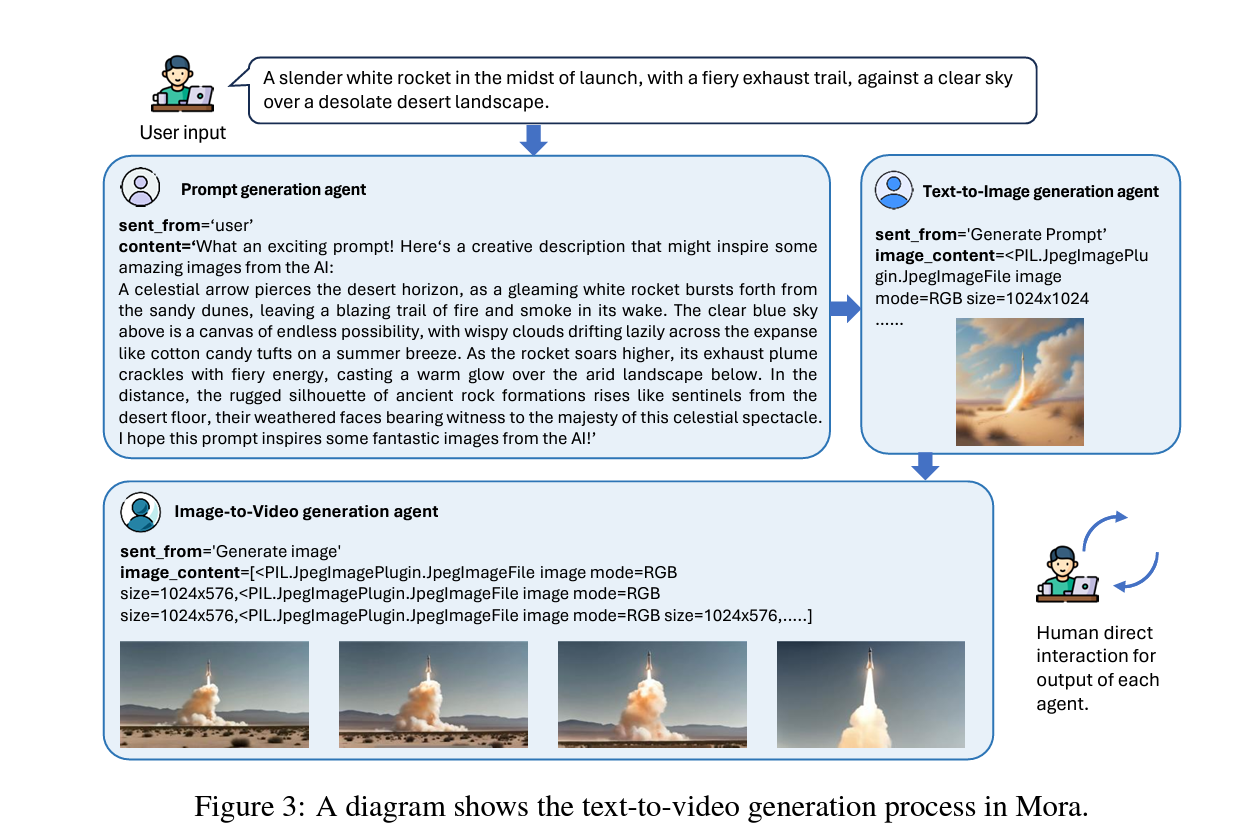 A slender white rocket in the midst of launch, with a fiery exhaust trail, against a clear sky
over a desolate desert landscape.
User input
Prompt generation agent
sent_from=‘user’
content=‘What an exciting prompt! Here‘s a creative description that might inspire some
amazing images from the AI:
A celestial arrow pierces the desert horizon, as a gleaming white rocket bursts forth from
the sandy dunes, leaving a blazing trail of fire and smoke in its wake. The clear blue sky
above is a canvas of endless possibility, with wispy clouds drifting lazily across the expanse
like cotton candy tufts on a summer breeze. As the rocket soars higher, its exhaust plume
crackles with fiery energy, casting a warm glow over the arid landscape below. In the
distance, the rugged silhouette of ancient rock formations rises like sentinels from the
desert floor, their weathered faces bearing witness to the majesty of this celestial spectacle.
I hope this prompt inspires some fantastic images from the AI!’
Text-to-Image generation agent
sent_from='Generate Prompt’
image_content=<PIL.JpegImagePlu
gin.JpegImageFile image
mode=RGB size=1024x1024
......
Image-to-Video generation agent
sent_from='Generate image'
image_content=[<PIL.JpegImagePlugin.JpegImageFile image mode=RGB
size=1024x576,<PIL.JpegImagePlugin.JpegImageFile image mode=RGB
size=1024x576,<PIL.JpegImagePlugin.JpegImageFile image mode=RGB size=1024x576,.....]
Human direct
interaction for
output of each
agent.
Figure 3: A diagram shows the text-to-video generation process in Mora.